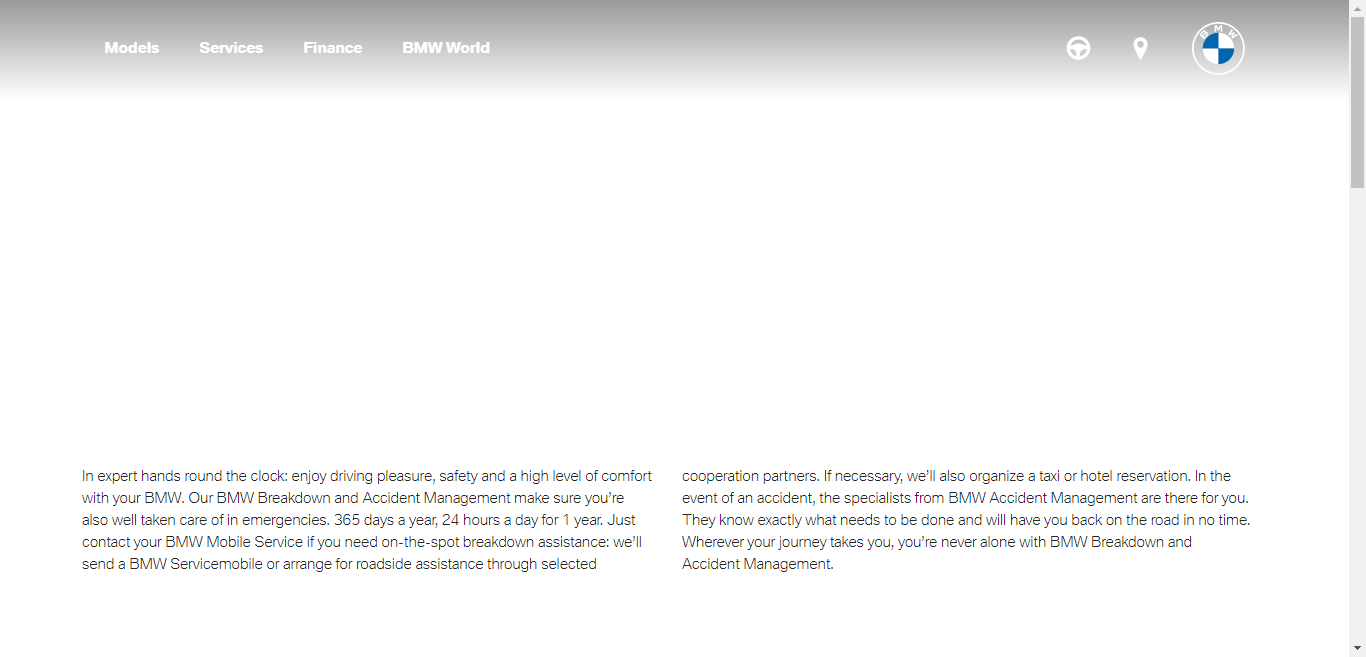 Models Services Finance BMW World
BMW
In expert hands round the clock: enjoy driving pleasure, safety and a high level of comfort
with your BMW. Our BMW Breakdown and Accident Management make sure you’re
also well taken care of in emergencies. 365 days a year, 24 hours a day for 1 year. Just
contact your BMW Mobile Service if you need on-the-spot breakdown assistance: we’ll
send a BMW Servicemobile or arrange for roadside assistance through selected
cooperation partners. If necessary, we’ll also organize a taxi or hotel reservation. In the
event of an accident, the specialists from BMW Accident Management are there for you.
They know exactly what needs to be done and will have you back on the road in no time.
Wherever your journey takes you, you’re never alone with BMW Breakdown and
Accident Management.